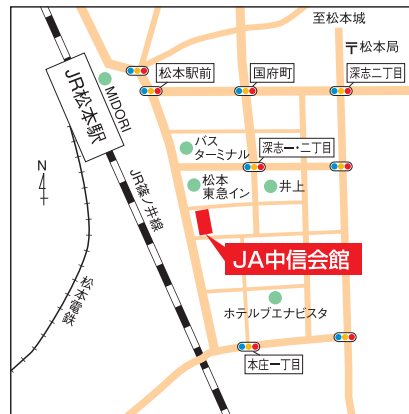 至松本城
〒松本局
松本駅前
国府町
深志二丁目
JR松本駅
MIDORI
バス
ターミナル
深志一・二丁目
松本
東急イン
井上
N
JR篠ノ井線
JA中信会館
松本電鉄
ホテルブエナビスタ
本庄一丁目